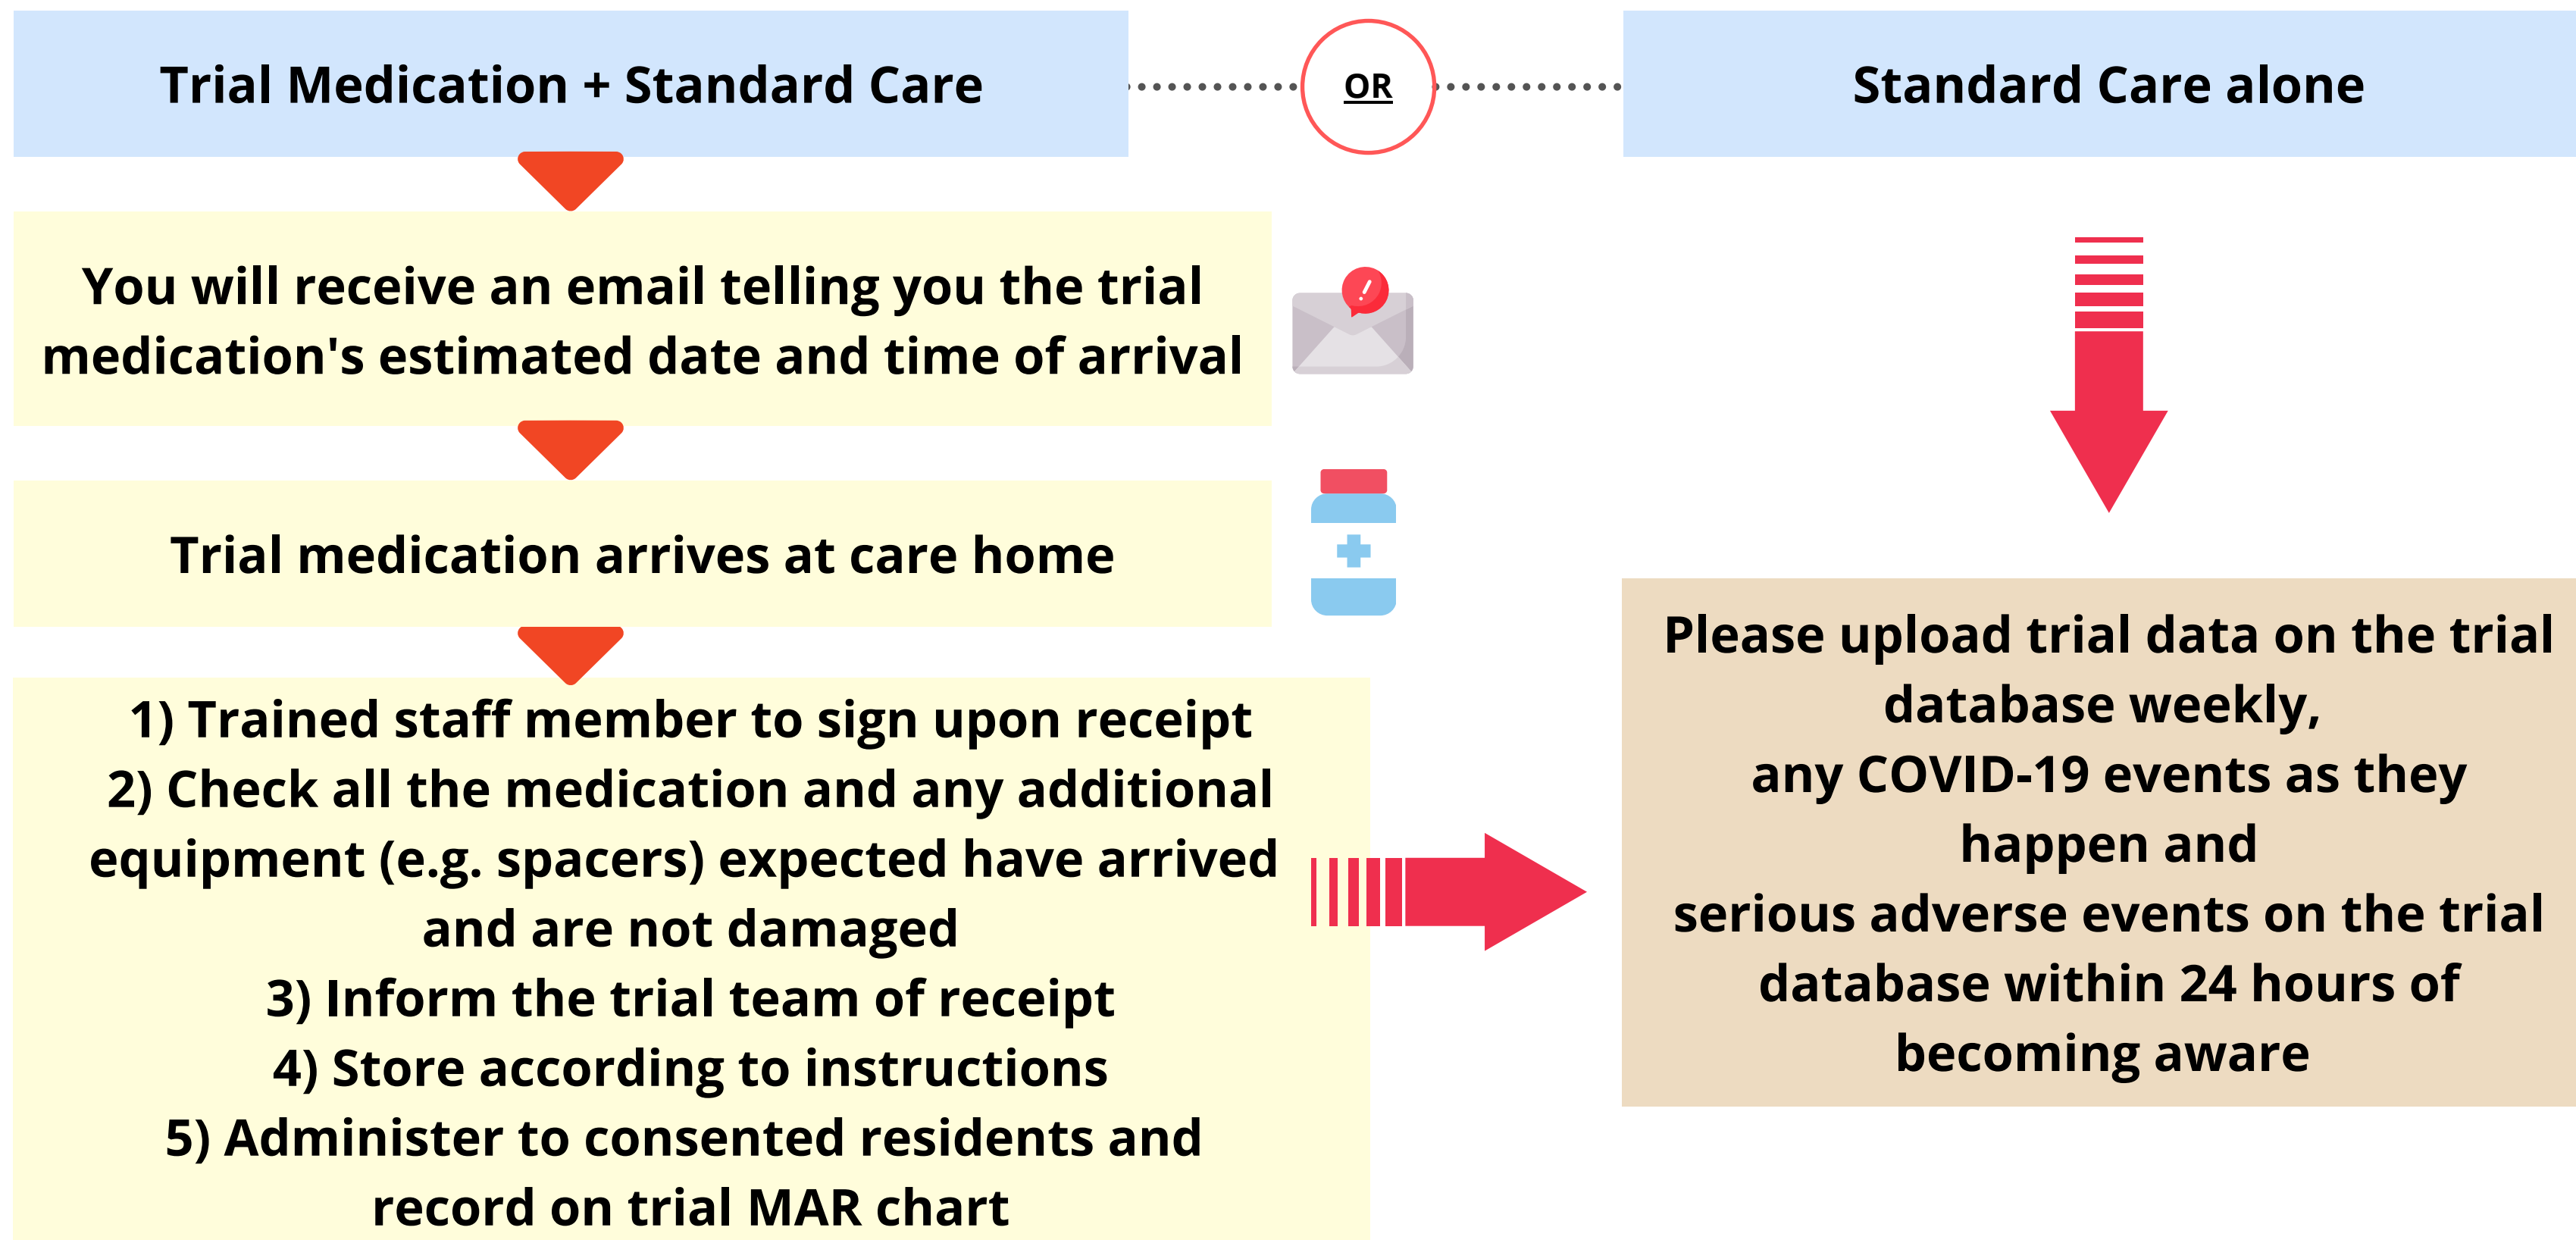 Trial Medication + Standard Care
OR
Standard Care alone
You will receive an email telling you the trial
medication's estimated date and time of arrival
!
Trial medication arrives at care home
1) Trained staff member to sign upon receipt
2) Check all the medication and any additional
equipment (e.g. spacers) expected have arrived
and are not damaged
3) Inform the trial team of receipt
4) Store according to instructions
5) Administer to consented residents and
record on trial MAR chart
Please upload trial data on the trial
database weekly,
any COVID-19 events as they
happen and
serious adverse events on the trial
database within 24 hours of
becoming aware